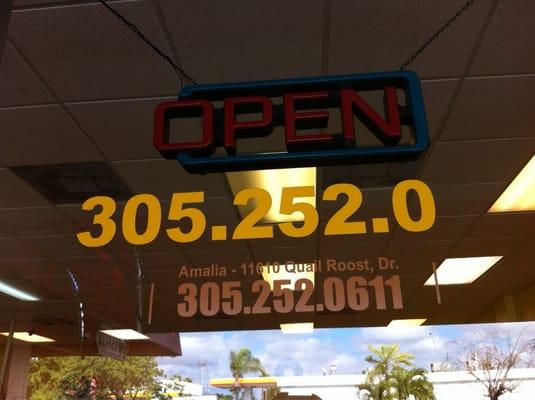 OPEN
305.252.0
Amalia - 11610 Quail Roost, Dr.
305.252.0611